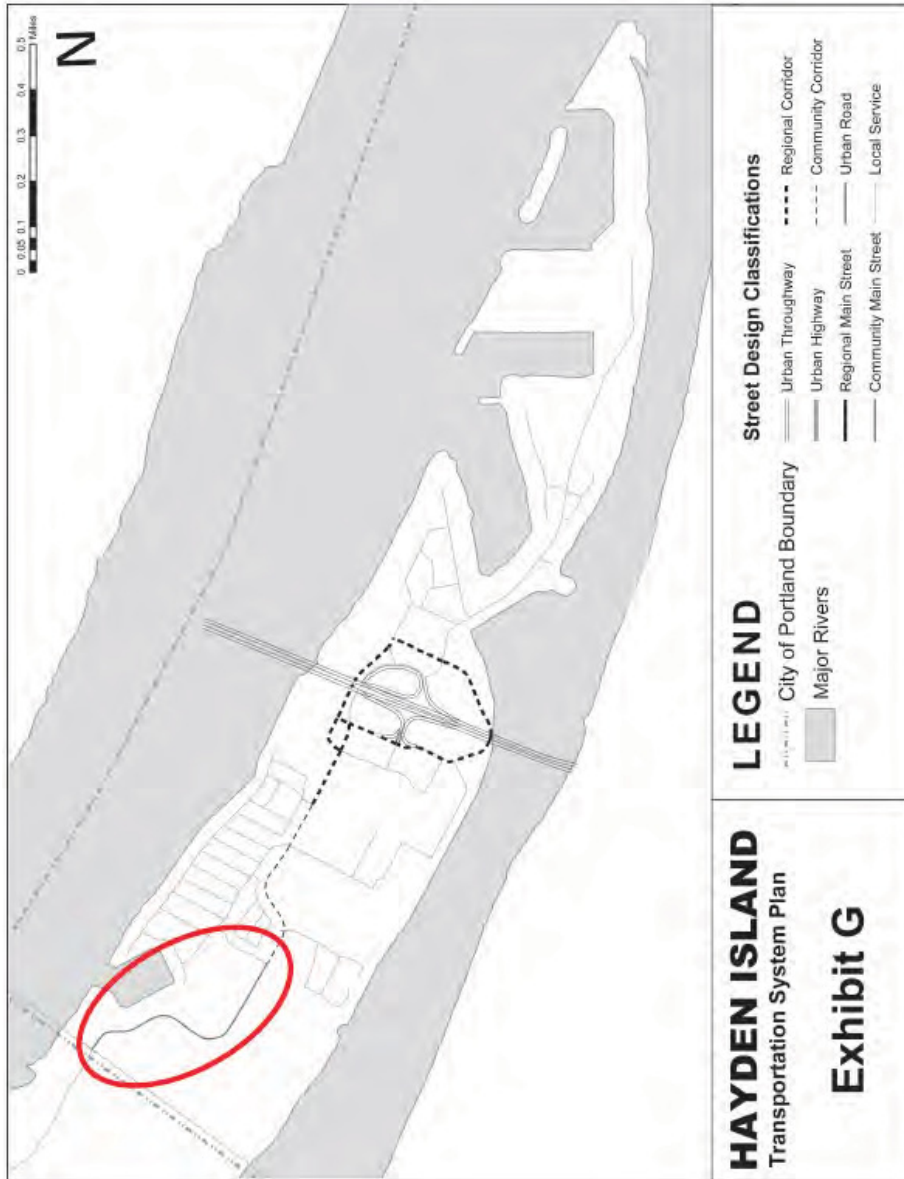 0 0.05 0.1 0.2 0.3 0.4 0.5
Miles
N
HAYDEN ISLAND
Transportation System Plan
Exhibit G
LEGEND
City of Portland Boundary
Major Rivers
Street Design Classifications
Urban Throughway
Urban Highway
Regional Main Street
Community Main Street
Regional Corridor
Community Corridor
Urban Road
Local Service